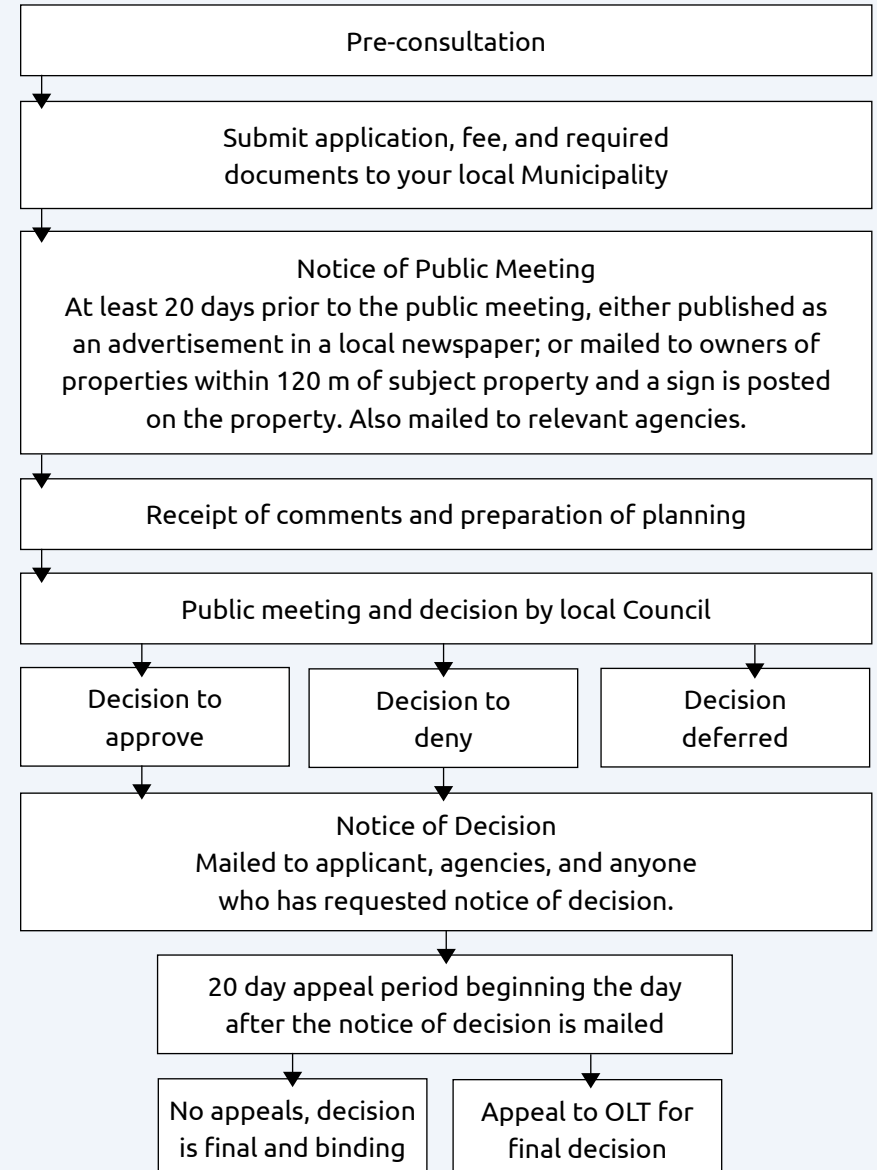 Pre-consultation
Submit application, fee, and required
documents to your local Municipality
Notice of Public Meeting
At least 20 days prior to the public meeting, either published as
an advertisement in a local newspaper; or mailed to owners of
properties within 120 m of subject property and a sign is posted
on the property. Also mailed to relevant agencies.
Receipt of comments and preparation of planning
Public meeting and decision by local Council
Decision to
approve
Decision to
deny
Decision
deferred
Notice of Decision
Mailed to applicant, agencies, and anyone
who has requested notice of decision.
20 day appeal period beginning the day
after the notice of decision is mailed
No appeals, decision
is final and binding
Appeal to OLT for
final decision